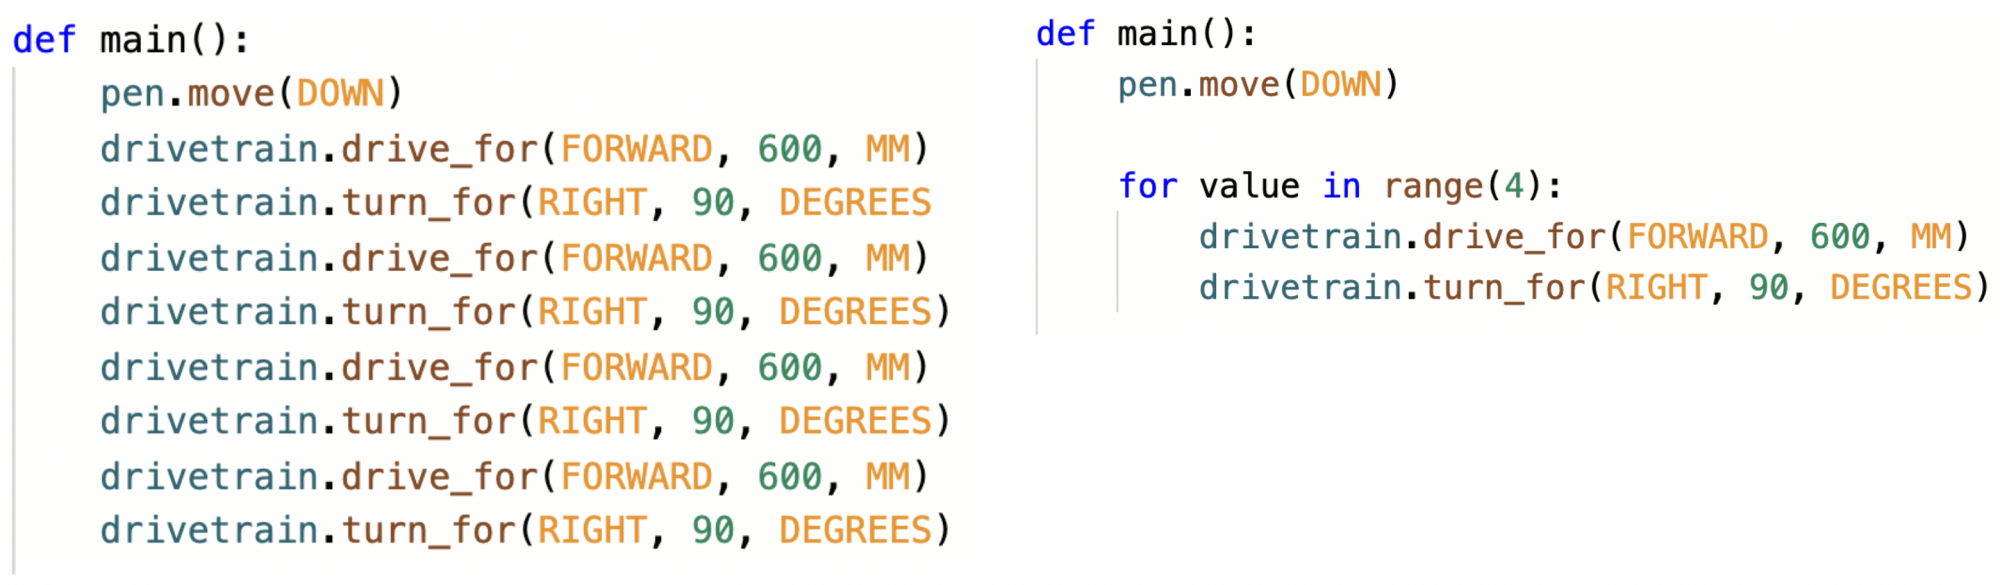 def main():
    pen.move(DOWN)
    drivetrain.drive_for(FORWARD, 600, MM)
    drivetrain.turn_for(RIGHT, 90, DEGREES
    drivetrain.drive_for(FORWARD, 600, MM)
    drivetrain.turn_for(RIGHT, 90, DEGREES)
    drivetrain.drive_for(FORWARD, 600, MM)
    drivetrain.turn_for(RIGHT, 90, DEGREES)
    drivetrain.drive_for(FORWARD, 600, MM)
    drivetrain.turn_for(RIGHT, 90, DEGREES)
def main():
    pen.move(DOWN)
    for value in range(4):
        drivetrain.drive_for(FORWARD, 600, MM)
        drivetrain.turn_for(RIGHT, 90, DEGREES)